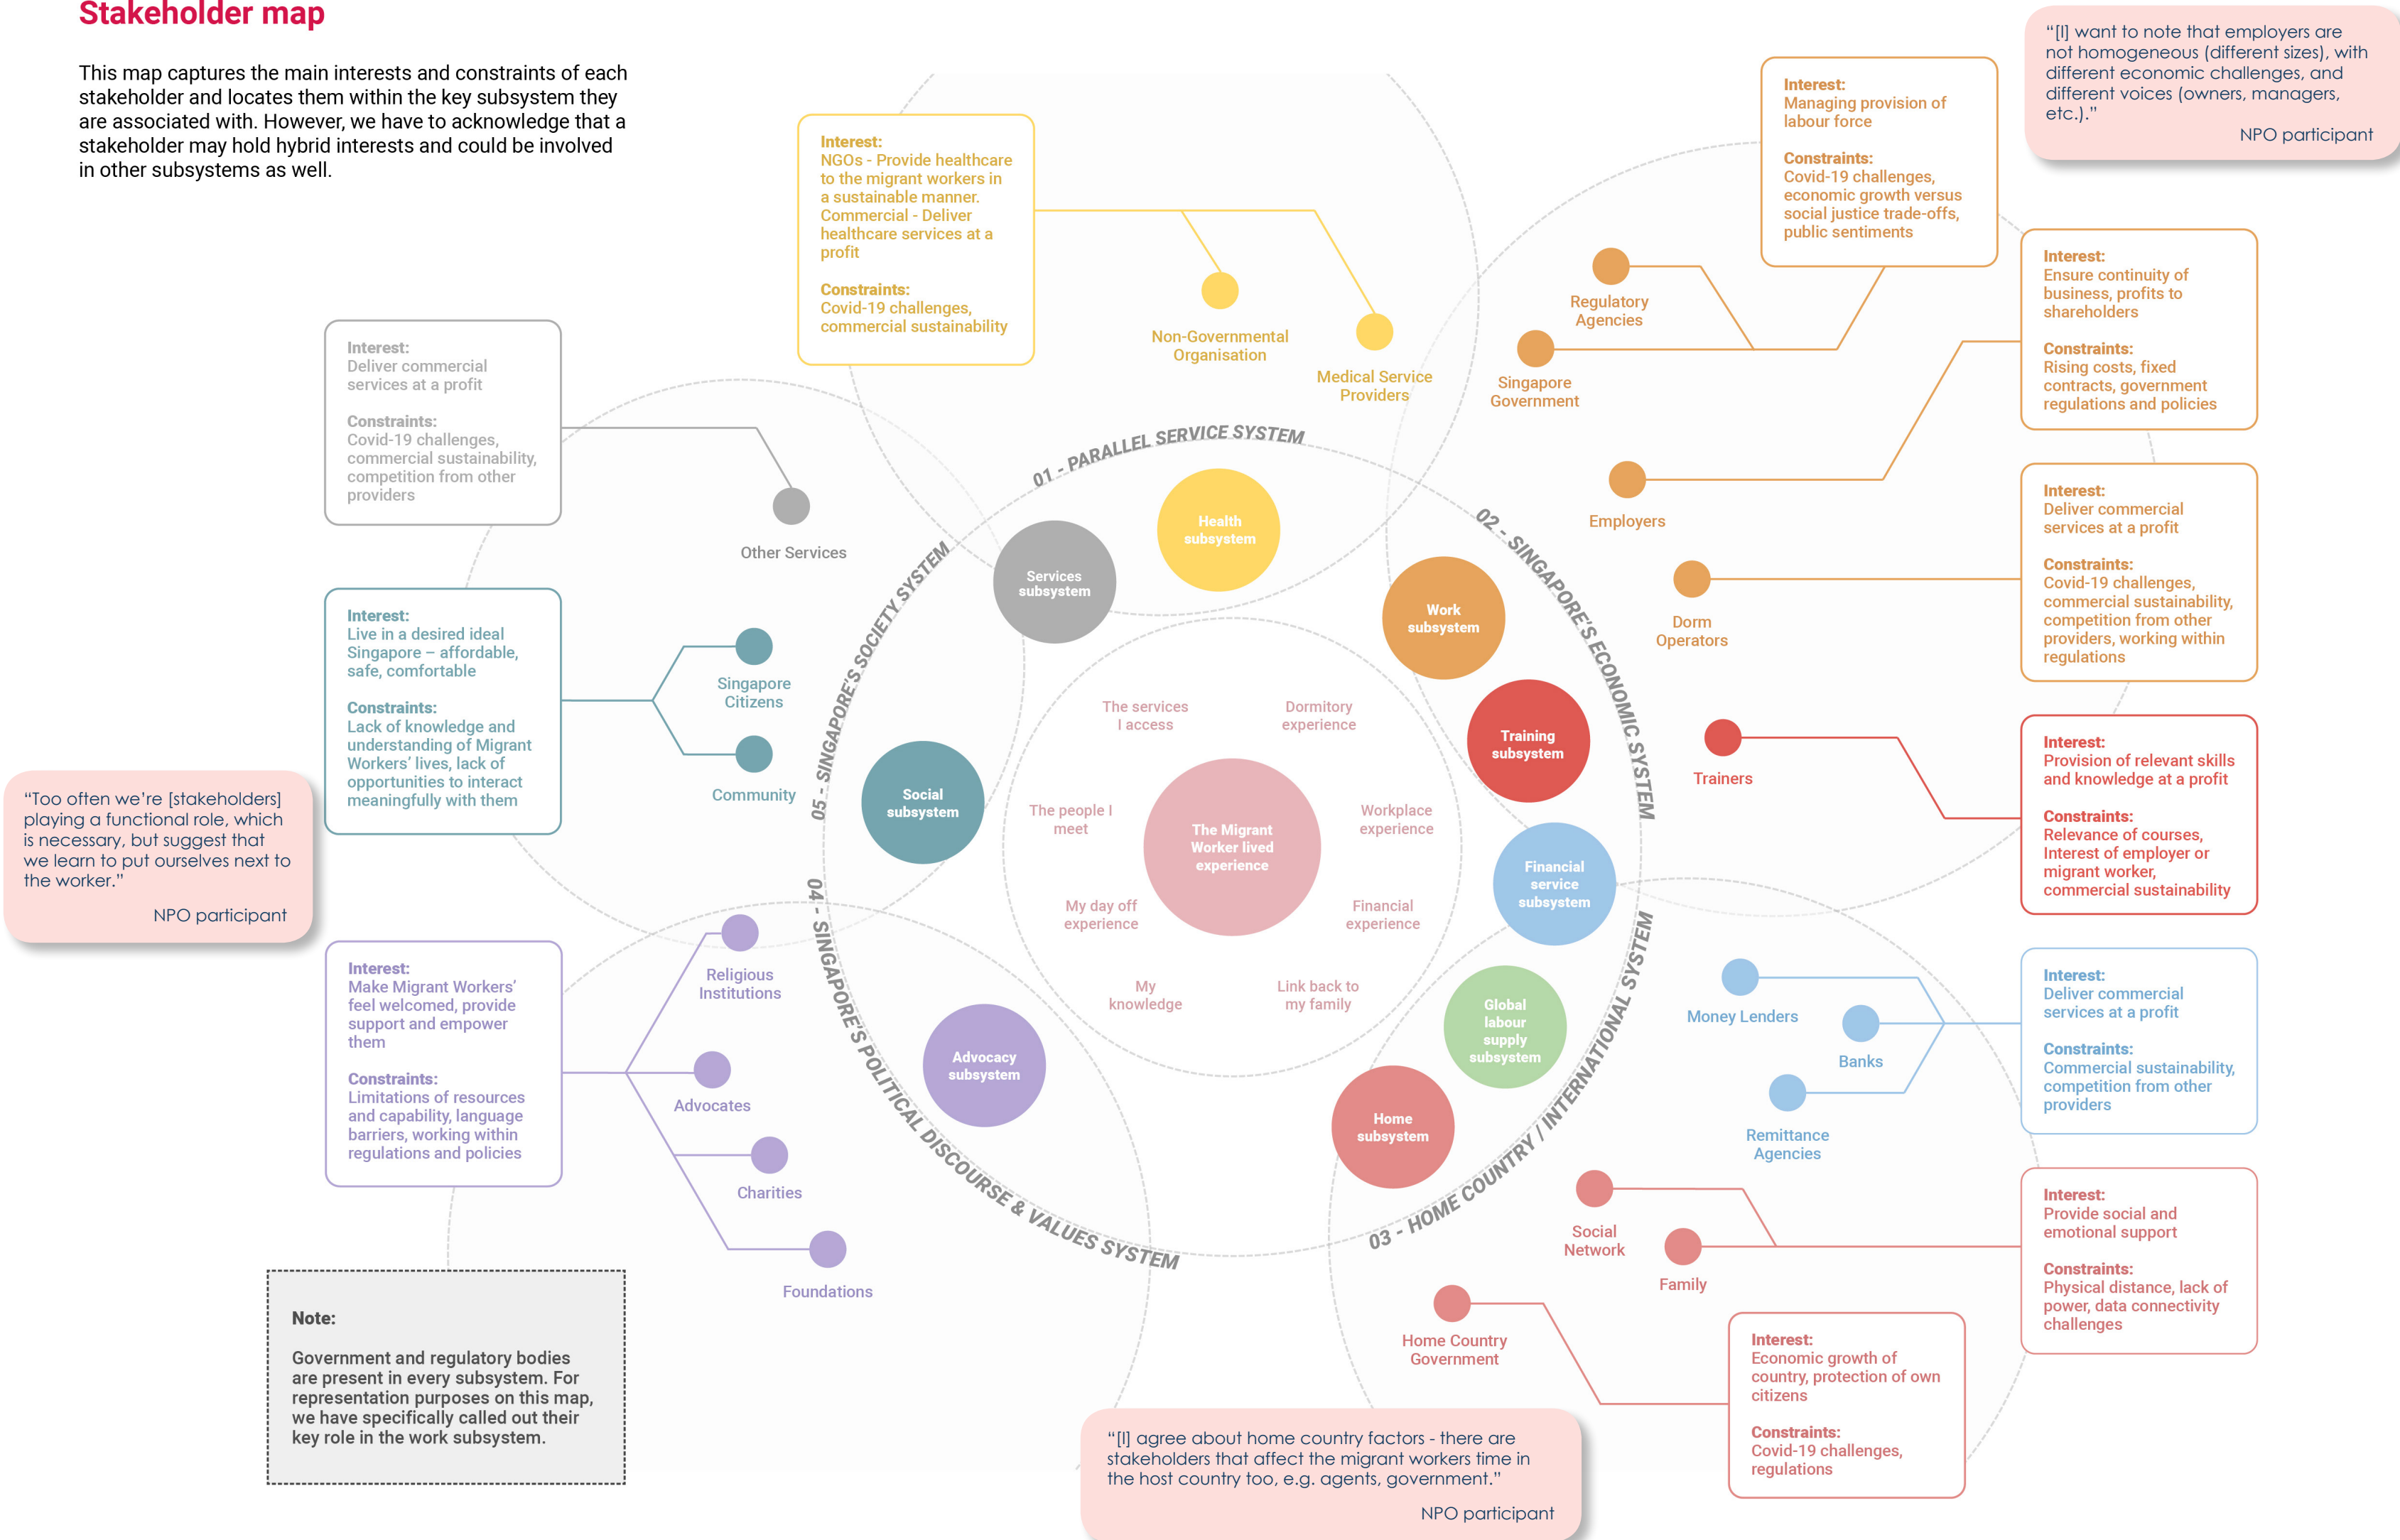 Stakeholder map
This map captures the main interests and constraints of each
stakeholder and locates them within the key subsystem they
are associated with. However, we have to acknowledge that a
stakeholder may hold hybrid interests and could be involved
in other subsystems as well.
“[I] want to note that employers are
not homogeneous (different sizes), with
different economic challenges, and
different voices (owners, managers,
etc.).”
NPO participant
Interest:
NGOs - Provide healthcare
to the migrant workers in
a sustainable manner.
Commercial - Deliver
healthcare services at a
profit
Constraints:
Covid-19 challenges,
commercial sustainability
Non-Governmental
Organisation
Medical Service
Providers
Interest:
Managing provision of
labour force
Constraints:
Covid-19 challenges,
economic growth versus
social justice trade-offs,
public sentiments
Regulatory
Agencies
Singapore
Government
Interest:
Ensure continuity of
business, profits to
shareholders
Constraints:
Rising costs, fixed
contracts, government
regulations and policies
Employers
Interest:
Deliver commercial
services at a profit
Constraints:
Covid-19 challenges,
commercial sustainability,
competition from other
providers, working within
regulations
Dorm
Operators
Interest:
Provision of relevant skills
and knowledge at a profit
Constraints:
Relevance of courses,
Interest of employer or
migrant worker,
commercial sustainability
Trainers
Interest:
Deliver commercial
services at a profit
Constraints:
Commercial sustainability,
competition from other
providers
Money Lenders
Banks
Remittance
Agencies
Interest:
Provide social and
emotional support
Constraints:
Physical distance, lack of
power, data connectivity
challenges
Social
Network
Family
Home Country
Government
Interest:
Economic growth of
country, protection of own
citizens
Constraints:
Covid-19 challenges,
regulations
“[I] agree about home country factors - there are
stakeholders that affect the migrant workers time in
the host country too, e.g. agents, government.”
NPO participant
Interest:
Deliver commercial
services at a profit
Constraints:
Covid-19 challenges,
commercial sustainability,
competition from other
providers
Other Services
Interest:
Live in a desired ideal
Singapore – affordable,
safe, comfortable
Constraints:
Lack of knowledge and
understanding of Migrant
Workers’ lives, lack of
opportunities to interact
meaningfully with them
Singapore
Citizens
Community
“Too often we’re [stakeholders]
playing a functional role, which
is necessary, but suggest that
we learn to put ourselves next to
the worker.”
NPO participant
Interest:
Make Migrant Workers’
feel welcomed, provide
support and empower
them
Constraints:
Limitations of resources
and capability, language
barriers, working within
regulations and policies
Religious
Institutions
Advocates
Charities
Foundations
Note:
Government and regulatory bodies
are present in every subsystem. For
representation purposes on this map,
we have specifically called out their
key role in the work subsystem.
01 - PARALLEL SERVICE SYSTEM
02 - SINGAPORE’S ECONOMIC SYSTEM
03 - HOME COUNTRY / INTERNATIONAL SYSTEM
04 - SINGAPORE’S POLITICAL DISCOURSE & VALUES SYSTEM
05 - SINGAPORE’S SOCIETY SYSTEM
Health
subsystem
Services
subsystem
Work
subsystem
Training
subsystem
Financial
service
subsystem
Global
labour
supply
subsystem
Home
subsystem
Advocacy
subsystem
Social
subsystem
The services
I access
Dormitory
experience
The people I
meet
Workplace
experience
The Migrant
Worker lived
experience
My day off
experience
Financial
experience
My
knowledge
Link back to
my family